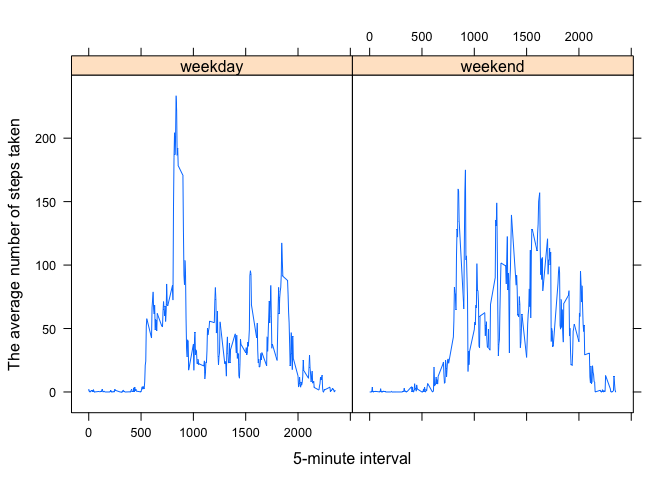 0 500 1000 1500 2000
weekday weekend
The average number of steps taken
200
150
100
50
0
0 500 1000 1500 2000
5-minute interval